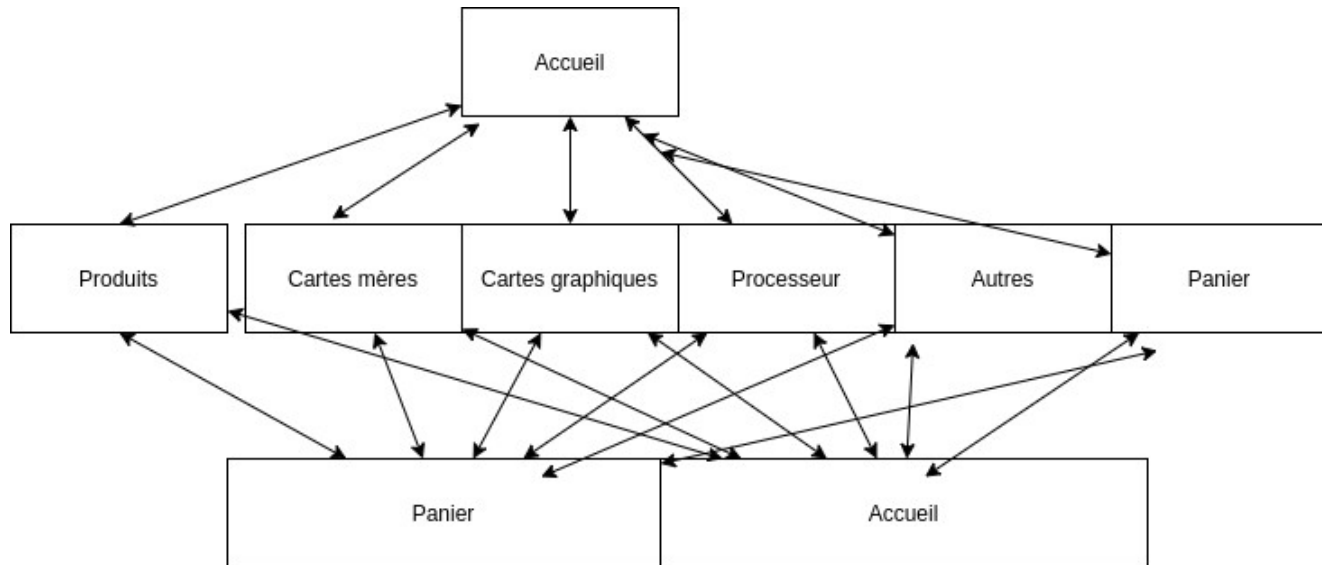 Accueil
Produits
Cartes mères
Cartes graphiques
Processeur
Autres
Panier
Panier
Accueil